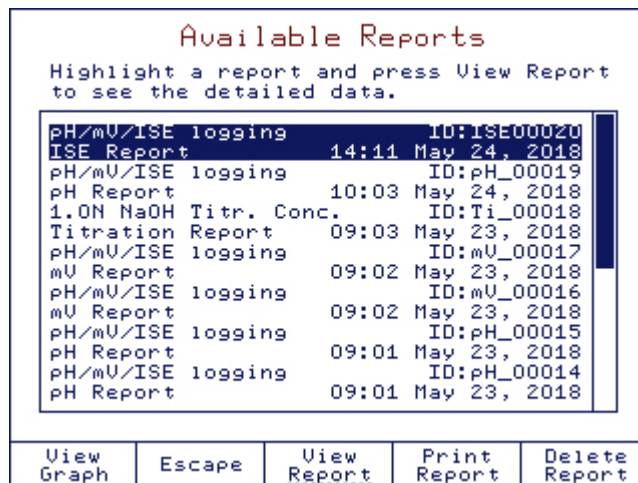 Available Reports
Highlight a report and press View Report
to see the detailed data.
pH/mV/ISE logging ID:ISE00020
ISE Report 14:11 May 24, 2018
pH/mV/ISE logging ID:pH_00019
pH Report 10:03 May 24, 2018
1.0N NaOH Titr. Conc. ID:Ti_00018
Titration Report 09:03 May 23, 2018
pH/mV/ISE logging ID:mV_00017
mV Report 09:02 May 23, 2018
pH/mV/ISE logging ID:mV_00016
mV Report 09:02 May 23, 2018
pH/mV/ISE logging ID:pH_00015
pH Report 09:01 May 23, 2018
pH/mV/ISE logging ID:pH_00014
pH Report 09:01 May 23, 2018
View Graph
Escape
View Report
Print Report
Delete Report